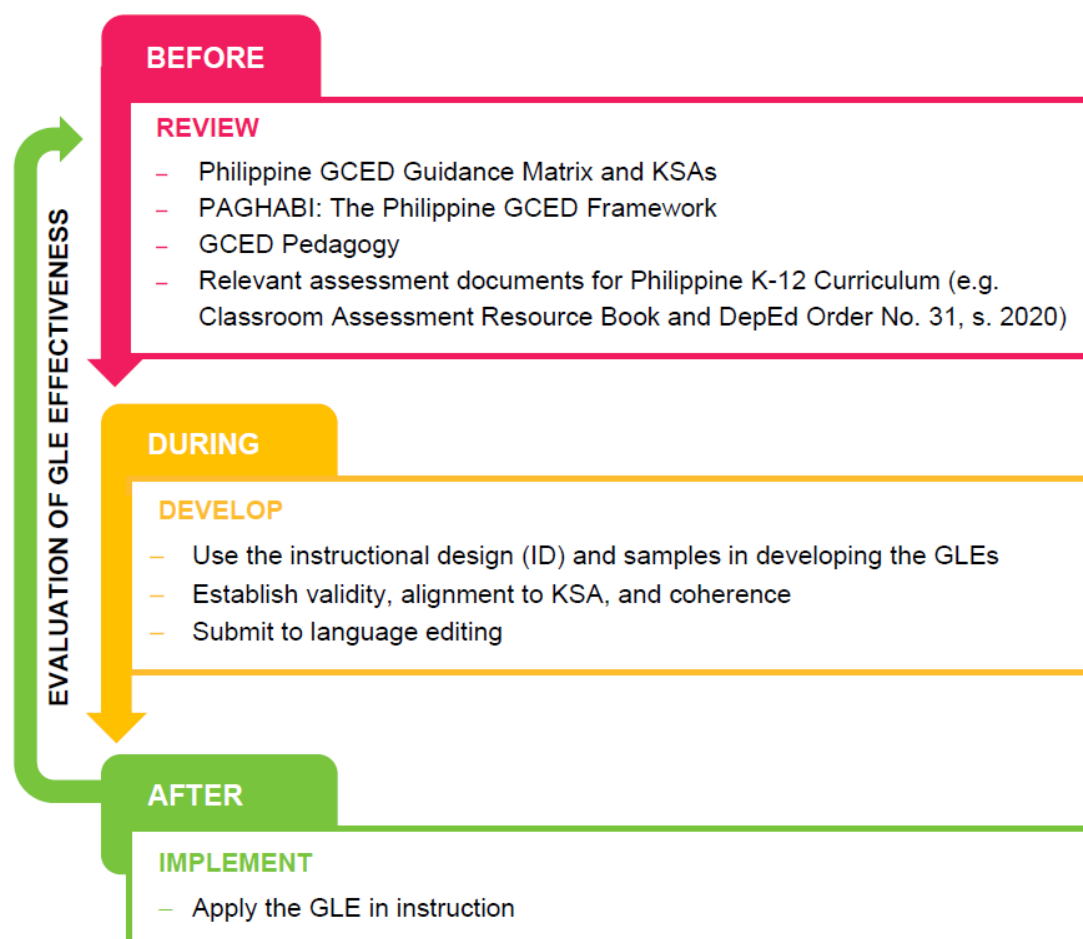 BEFORE
REVIEW
– Philippine GCED Guidance Matrix and KSAs
– PAGHABI: The Philippine GCED Framework
– GCED Pedagogy
– Relevant assessment documents for Philippine K-12 Curriculum (e.g.
Classroom Assessment Resource Book and DepEd Order No. 31, s. 2020)
EVALUATION OF GLE EFFECTIVENESS
DURING
DEVELOP
– Use the instructional design (ID) and samples in developing the GLEs
– Establish validity, alignment to KSA, and coherence
– Submit to language editing
AFTER
IMPLEMENT
– Apply the GLE in instruction